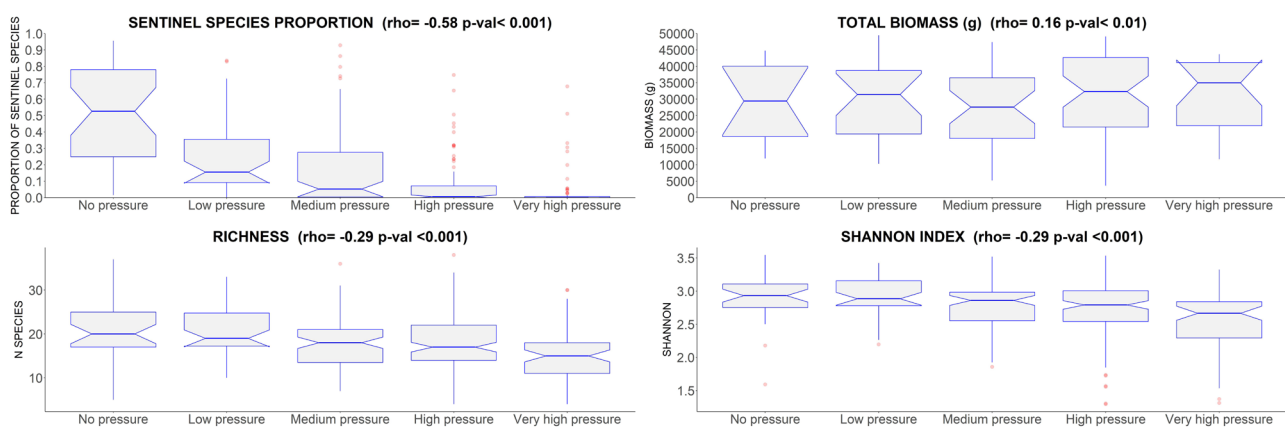 SENTINEL SPECIES PROPORTION (rho= -0.58 p-val< 0.001)
PROPORTION OF SENTINEL SPECIES
1.0
0.9
0.8
0.7
0.6
0.5
0.4
0.3
0.2
0.1
0.0
No pressure Low pressure Medium pressure High pressure Very high pressure
TOTAL BIOMASS (g) (rho= 0.16 p-val< 0.01)
BIOMASS (g)
50000
45000
40000
35000
30000
25000
20000
15000
10000
5000
0
No pressure Low pressure Medium pressure High pressure Very high pressure
RICHNESS (rho= -0.29 p-val <0.001)
N SPECIES
30
20
10
No pressure Low pressure Medium pressure High pressure Very high pressure
SHANNON INDEX (rho= -0.29 p-val <0.001)
SHANNON
3.5
3.0
2.5
2.0
1.5
No pressure Low pressure Medium pressure High pressure Very high pressure